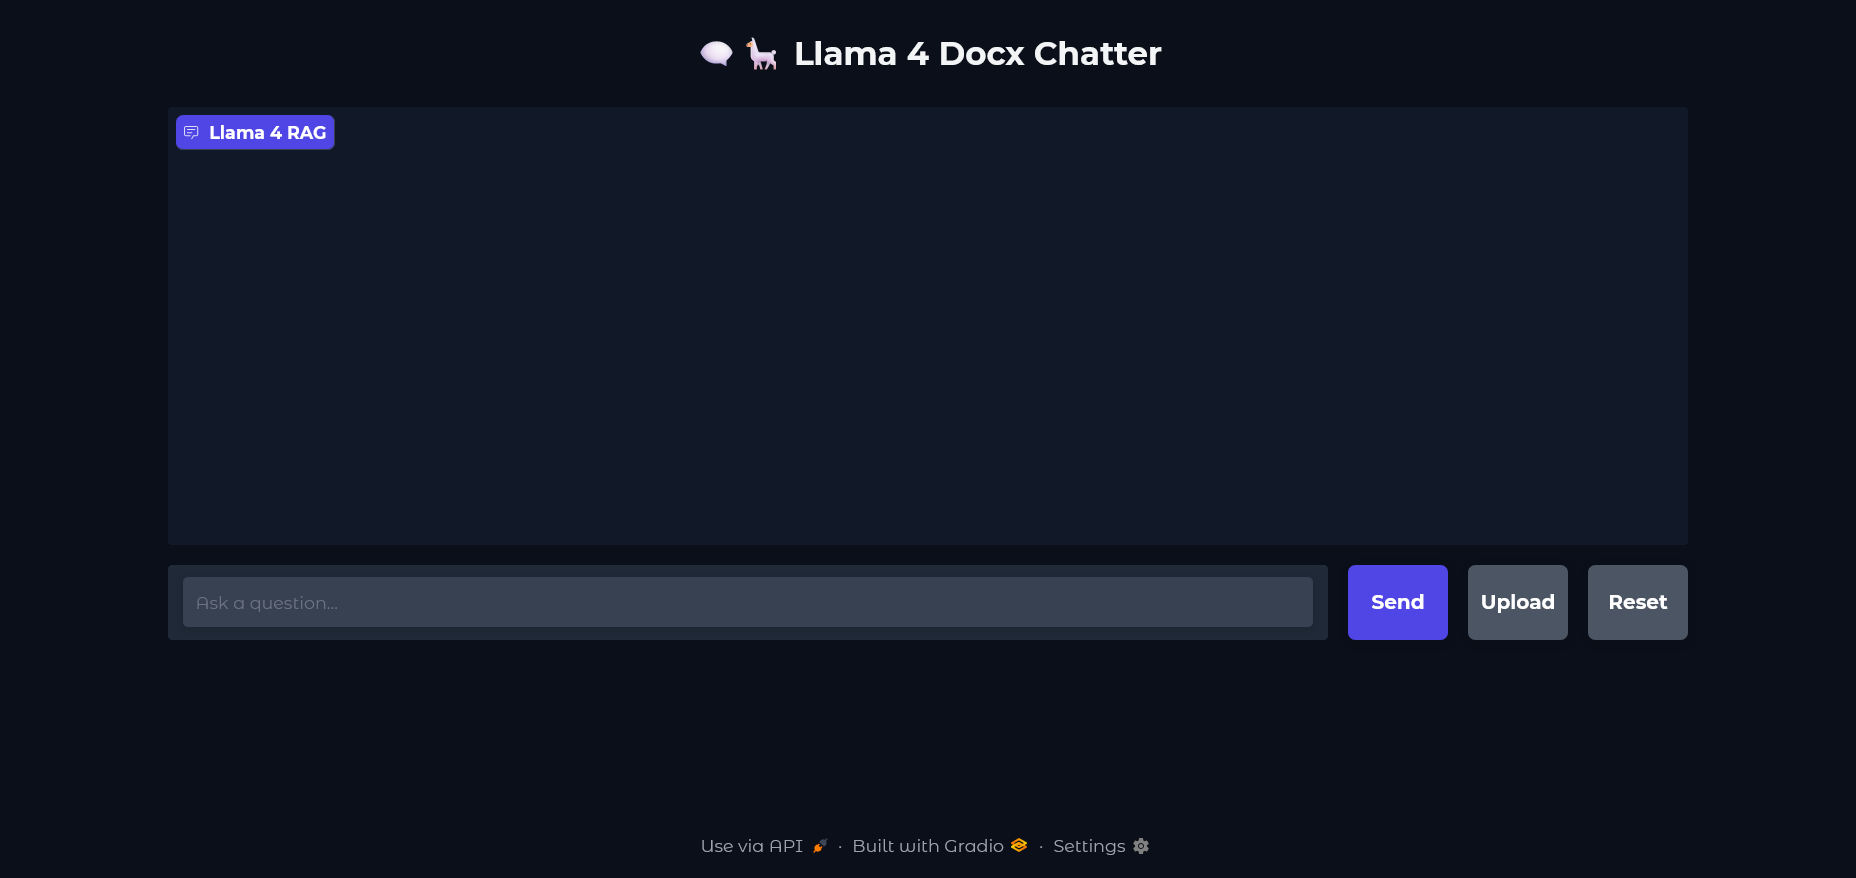 Llama 4 Docx Chatter
Llama 4 RAG
Ask a question...
Send
Upload
Reset
Use via API · Built with Gradio · Settings